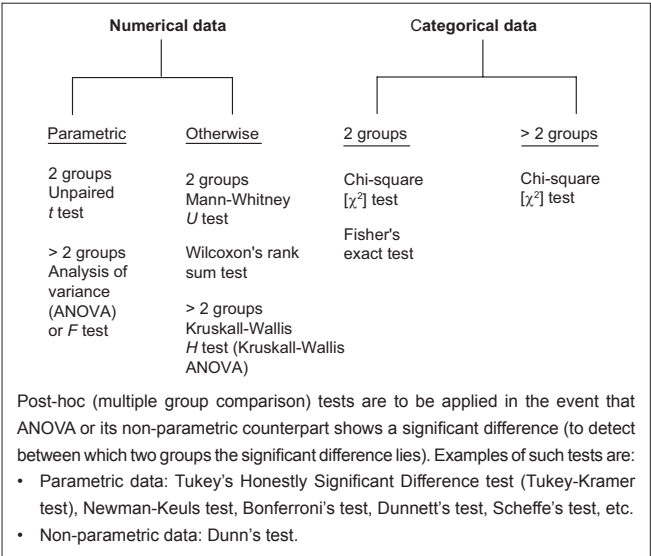 Numerical data
Categorical data
Parametric
2 groups
Unpaired
t test
> 2 groups
Analysis of
variance
(ANOVA)
or F test
Otherwise
2 groups
Mann-Whitney
U test
Wilcoxon's rank
sum test
> 2 groups
Kruskall-Wallis
H test (Kruskall-Wallis
ANOVA)
2 groups
Chi-square
[χ²] test
Fisher's
exact test
> 2 groups
Chi-square
[χ²] test
Post-hoc (multiple group comparison) tests are to be applied in the event that
ANOVA or its non-parametric counterpart shows a significant difference (to detect
between which two groups the significant difference lies). Examples of such tests are:
• Parametric data: Tukey’s Honestly Significant Difference test (Tukey-Kramer
test), Newman-Keuls test, Bonferroni’s test, Dunnett’s test, Scheffe’s test, etc.
• Non-parametric data: Dunn’s test.